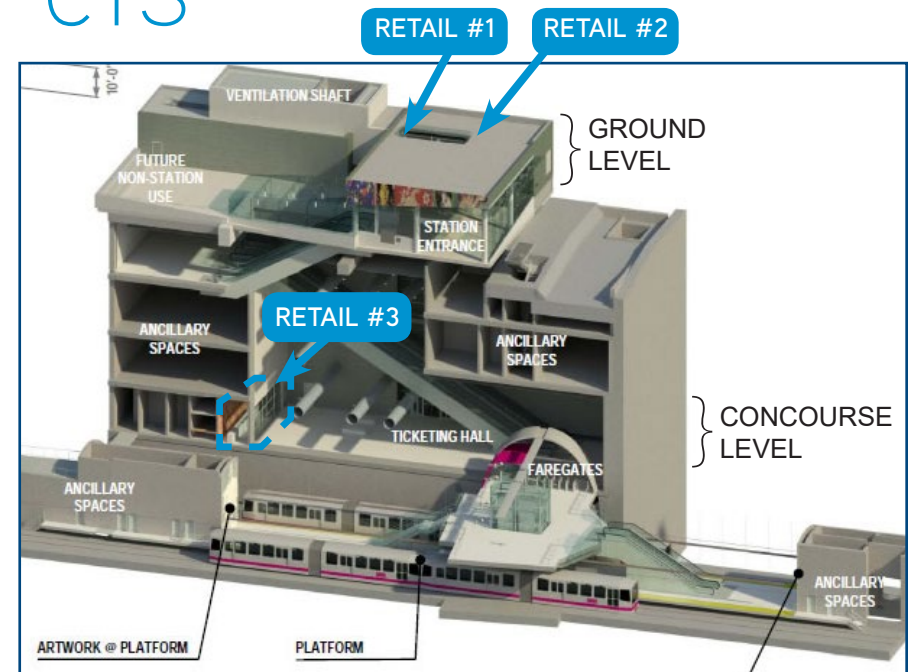 CTS
RETAIL #1
RETAIL #2
10'-0"
VENTILATION SHAFT
GROUND
LEVEL
FUTURE
NON-STATION
USE
STATION
ENTRANCE
RETAIL #3
ANCILLARY
SPACES
ANCILLARY
SPACES
CONCOURSE
LEVEL
TICKETING HALL
FAREGATES
ANCILLARY
SPACES
ANCILLARY
SPACES
ARTWORK @ PLATFORM
PLATFORM